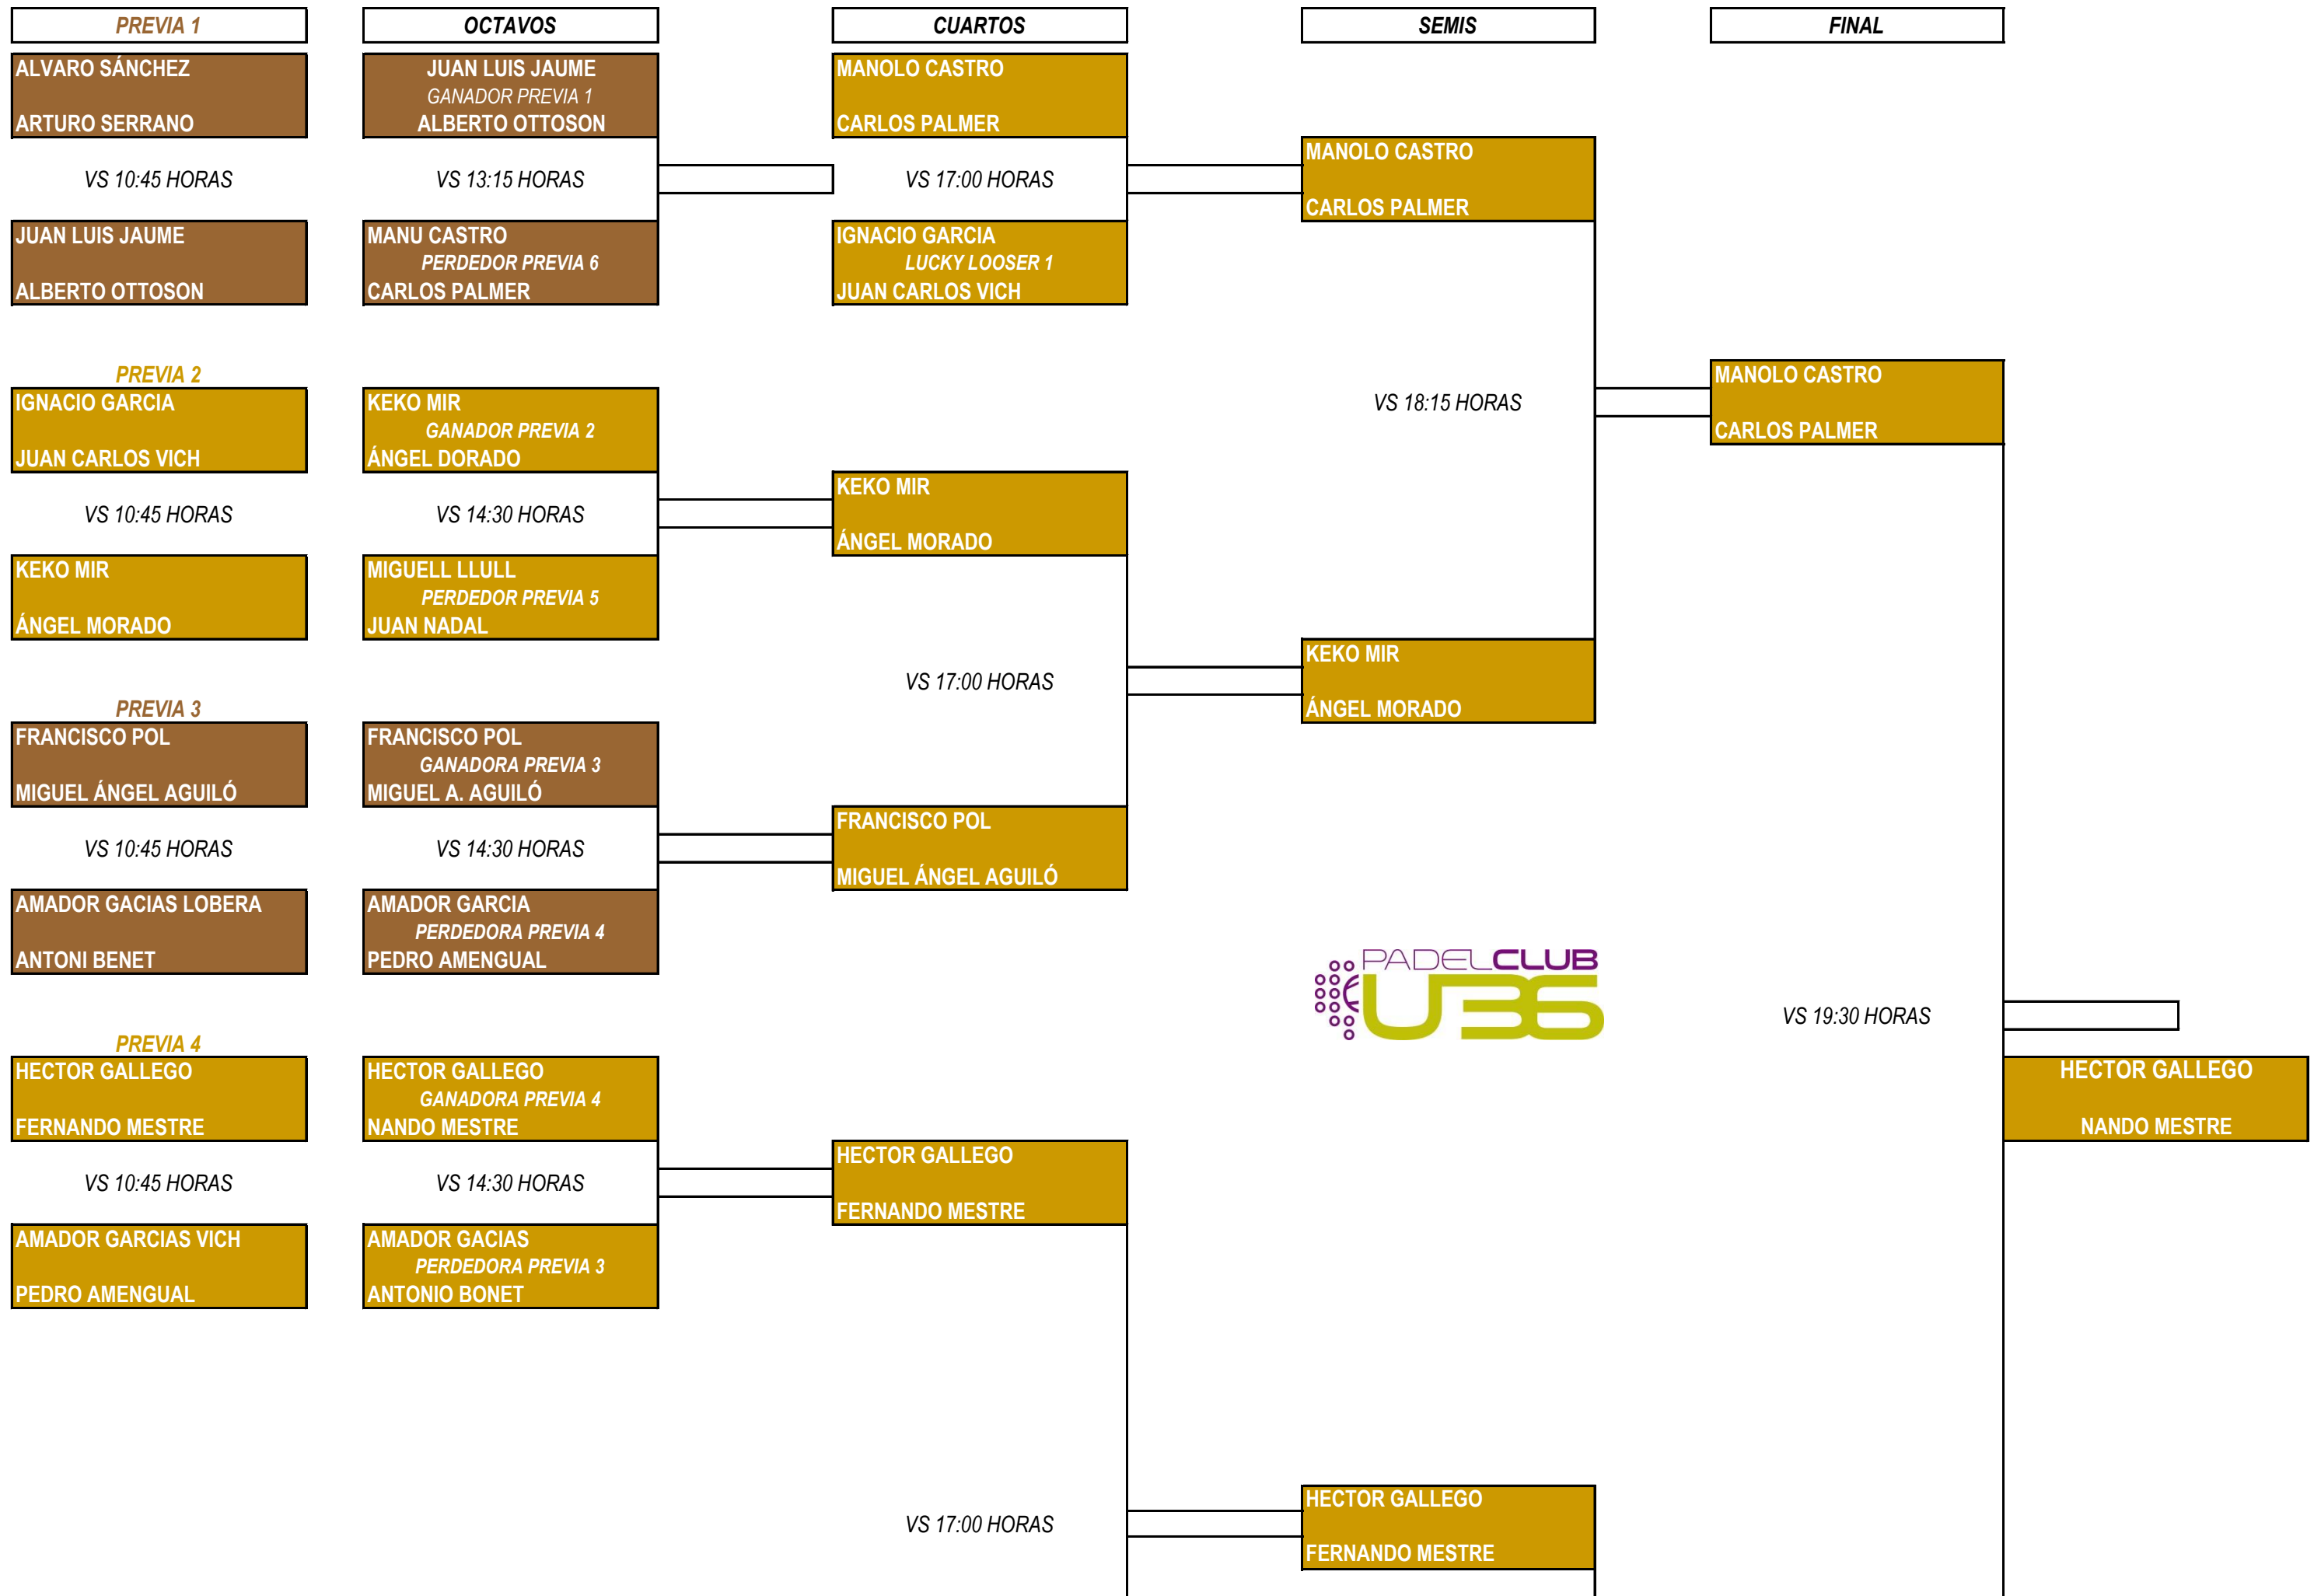 PREVIA 1
OCTAVOS
CUARTOS
SEMIS
FINAL
ALVARO SÁNCHEZ
ARTURO SERRANO
VS 10:45 HORAS
JUAN LUIS JAUME
ALBERTO OTTOSON
JUAN LUIS JAUME
GANADOR PREVIA 1
ALBERTO OTTOSON
VS 13:15 HORAS
MANU CASTRO
PERDEDOR PREVIA 6
CARLOS PALMER
MANOLO CASTRO
CARLOS PALMER
VS 17:00 HORAS
IGNACIO GARCIA
LUCKY LOOSER 1
JUAN CARLOS VICH
MANOLO CASTRO
CARLOS PALMER
PREVIA 2
IGNACIO GARCIA
JUAN CARLOS VICH
VS 10:45 HORAS
KEKO MIR
ÁNGEL MORADO
KEKO MIR
GANADOR PREVIA 2
ÁNGEL DORADO
VS 14:30 HORAS
MIGUELL LLULL
PERDEDOR PREVIA 5
JUAN NADAL
KEKO MIR
ÁNGEL MORADO
VS 18:15 HORAS
MANOLO CASTRO
CARLOS PALMER
VS 17:00 HORAS
KEKO MIR
ÁNGEL MORADO
PREVIA 3
FRANCISCO POL
MIGUEL ÁNGEL AGUILÓ
VS 10:45 HORAS
AMADOR GACIAS LOBERA
ANTONI BENET
FRANCISCO POL
GANADORA PREVIA 3
MIGUEL A. AGUILÓ
VS 14:30 HORAS
AMADOR GARCIA
PERDEDORA PREVIA 4
PEDRO AMENGUAL
FRANCISCO POL
MIGUEL ÁNGEL AGUILÓ
PADELCLUB
U36
VS 19:30 HORAS
PREVIA 4
HECTOR GALLEGO
FERNANDO MESTRE
VS 10:45 HORAS
AMADOR GARCIAS VICH
PEDRO AMENGUAL
HECTOR GALLEGO
GANADORA PREVIA 4
NANDO MESTRE
VS 14:30 HORAS
AMADOR GACIAS
PERDEDORA PREVIA 3
ANTONIO BONET
HECTOR GALLEGO
FERNANDO MESTRE
HECTOR GALLEGO
NANDO MESTRE
VS 17:00 HORAS
HECTOR GALLEGO
FERNANDO MESTRE